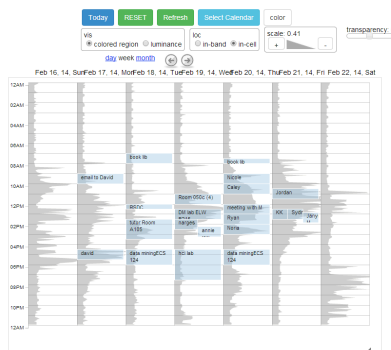 Today RESET Refresh Select Calendar color
transparency
vis
colored region luminance
loc
in-band in-cell
scale: 0.41
+ -
day week month
Feb 16, 14, Sun Feb 17, 14, Mon Feb 18, 14, Tue Feb 19, 14, Wed Feb 20, 14, Thu Feb 21, 14, Fri Feb 22, 14, Sat
12AM
02AM
04AM
06AM
08AM
10AM
12PM
02PM
04PM
06PM
08PM
10PM
12AM
book lib
book lib
email to David
Nicole
Caley
Jordan
Room 050c (4)
DM lab ELW
meeting with M
KK
Ryan
tutor Room
A 105
Nona
annie
david
data miningECS
124
hci lab
data miningECS
124